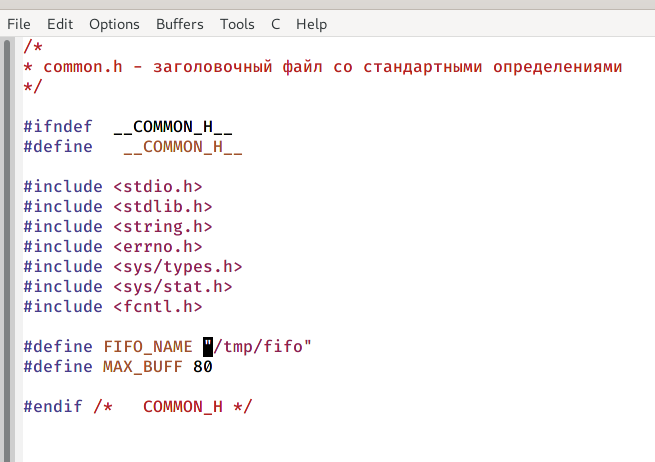 File Edit Options Buffers Tools C Help
/*
* common.h - заголовочный файл со стандартными определениями
*/
#ifndef __COMMON_H__
#define __COMMON_H__
#include <stdio.h>
#include <stdlib.h>
#include <string.h>
#include <errno.h>
#include <sys/types.h>
#include <sys/stat.h>
#include <fcntl.h>
#define FIFO_NAME "/tmp/fifo"
#define MAX_BUFF 80
#endif /* COMMON_H */